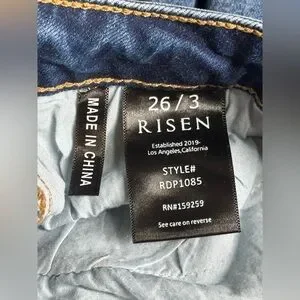 MADE IN CHINA
26 / 3
RISEN
Established 2019-
Los Angeles,California
STYLE#
RDP1085
RN#159259
See care on reverse